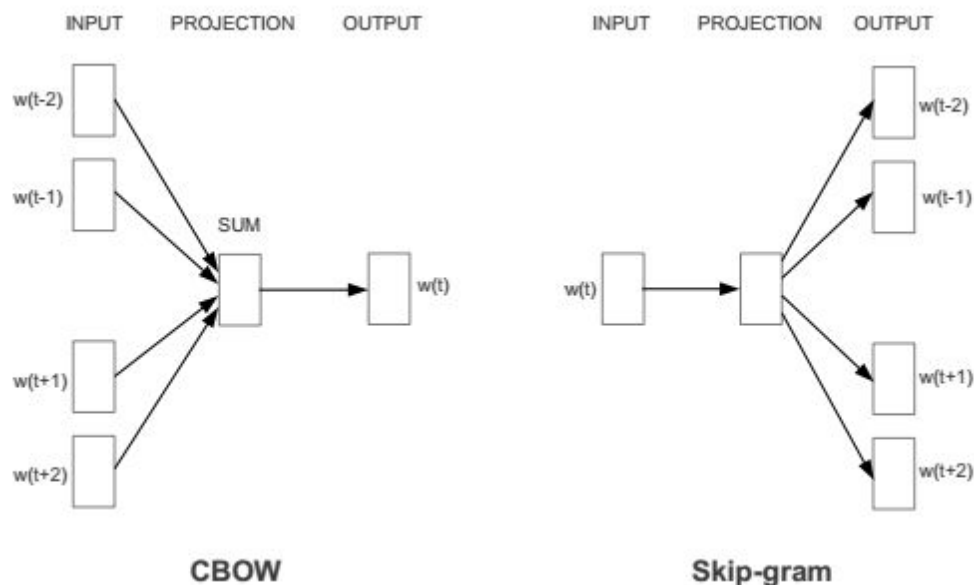 INPUT PROJECTION OUTPUT
w(t-2)
w(t-1)
SUM
w(t)
w(t+1)
w(t+2)
CBOW
INPUT PROJECTION OUTPUT
w(t-2)
w(t-1)
w(t)
w(t+1)
w(t+2)
Skip-gram